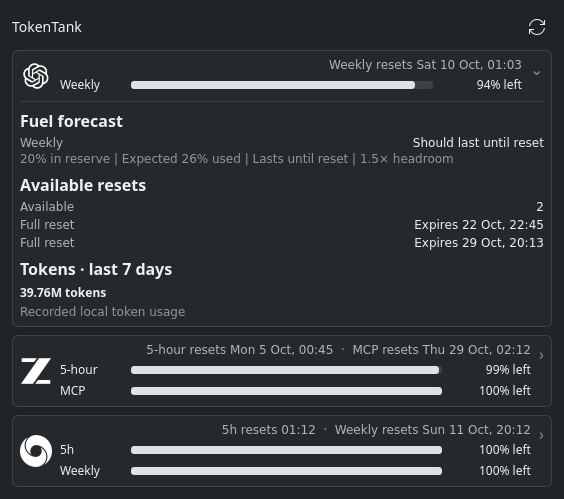 TokenTank
Weekly resets Sat 10 Oct, 01:03
Weekly 94% left
Fuel forecast
Weekly Should last until reset
20% in reserve | Expected 26% used | Lasts until reset | 1.5× headroom
Available resets
Available 2
Full reset Expires 22 Oct, 22:45
Full reset Expires 29 Oct, 20:13
Tokens · last 7 days
39.76M tokens
Recorded local token usage
5-hour resets Mon 5 Oct, 00:45 · MCP resets Thu 29 Oct, 02:12
5-hour 99% left
MCP 100% left
5h resets 01:12 · Weekly resets Sun 11 Oct, 20:12
5h 100% left
Weekly 100% left